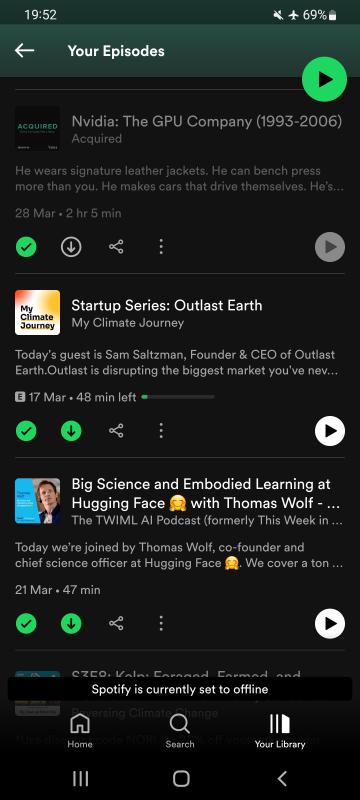 19:52
69%
Your Episodes
ACQUIRED
Nvidia: The GPU Company (1993-2006)
Acquired
He wears signature leather jackets. He can bench press
more than you. He makes cars that drive themselves. He's...
28 Mar • 2 hr 5 min
My
Climate
Journey
Startup Series: Outlast Earth
My Climate Journey
Today's guest is Sam Saltzman, Founder & CEO of Outlast
Earth.Outlast is disrupting the biggest market you've nev...
E 17 Mar • 48 min left
Big Science and Embodied Learning at
Hugging Face 🤗 with Thomas Wolf - ...
The TWIML AI Podcast (formerly This Week in ...
Today we're joined by Thomas Wolf, co-founder and
chief science officer at Hugging Face 🤗. We cover a ton ...
21 Mar • 47 min
S3E8: Kelp: Foraged, Farmed, and
Spotify is currently set to offline
Reversing Climate Change
Home
Search
Your Library